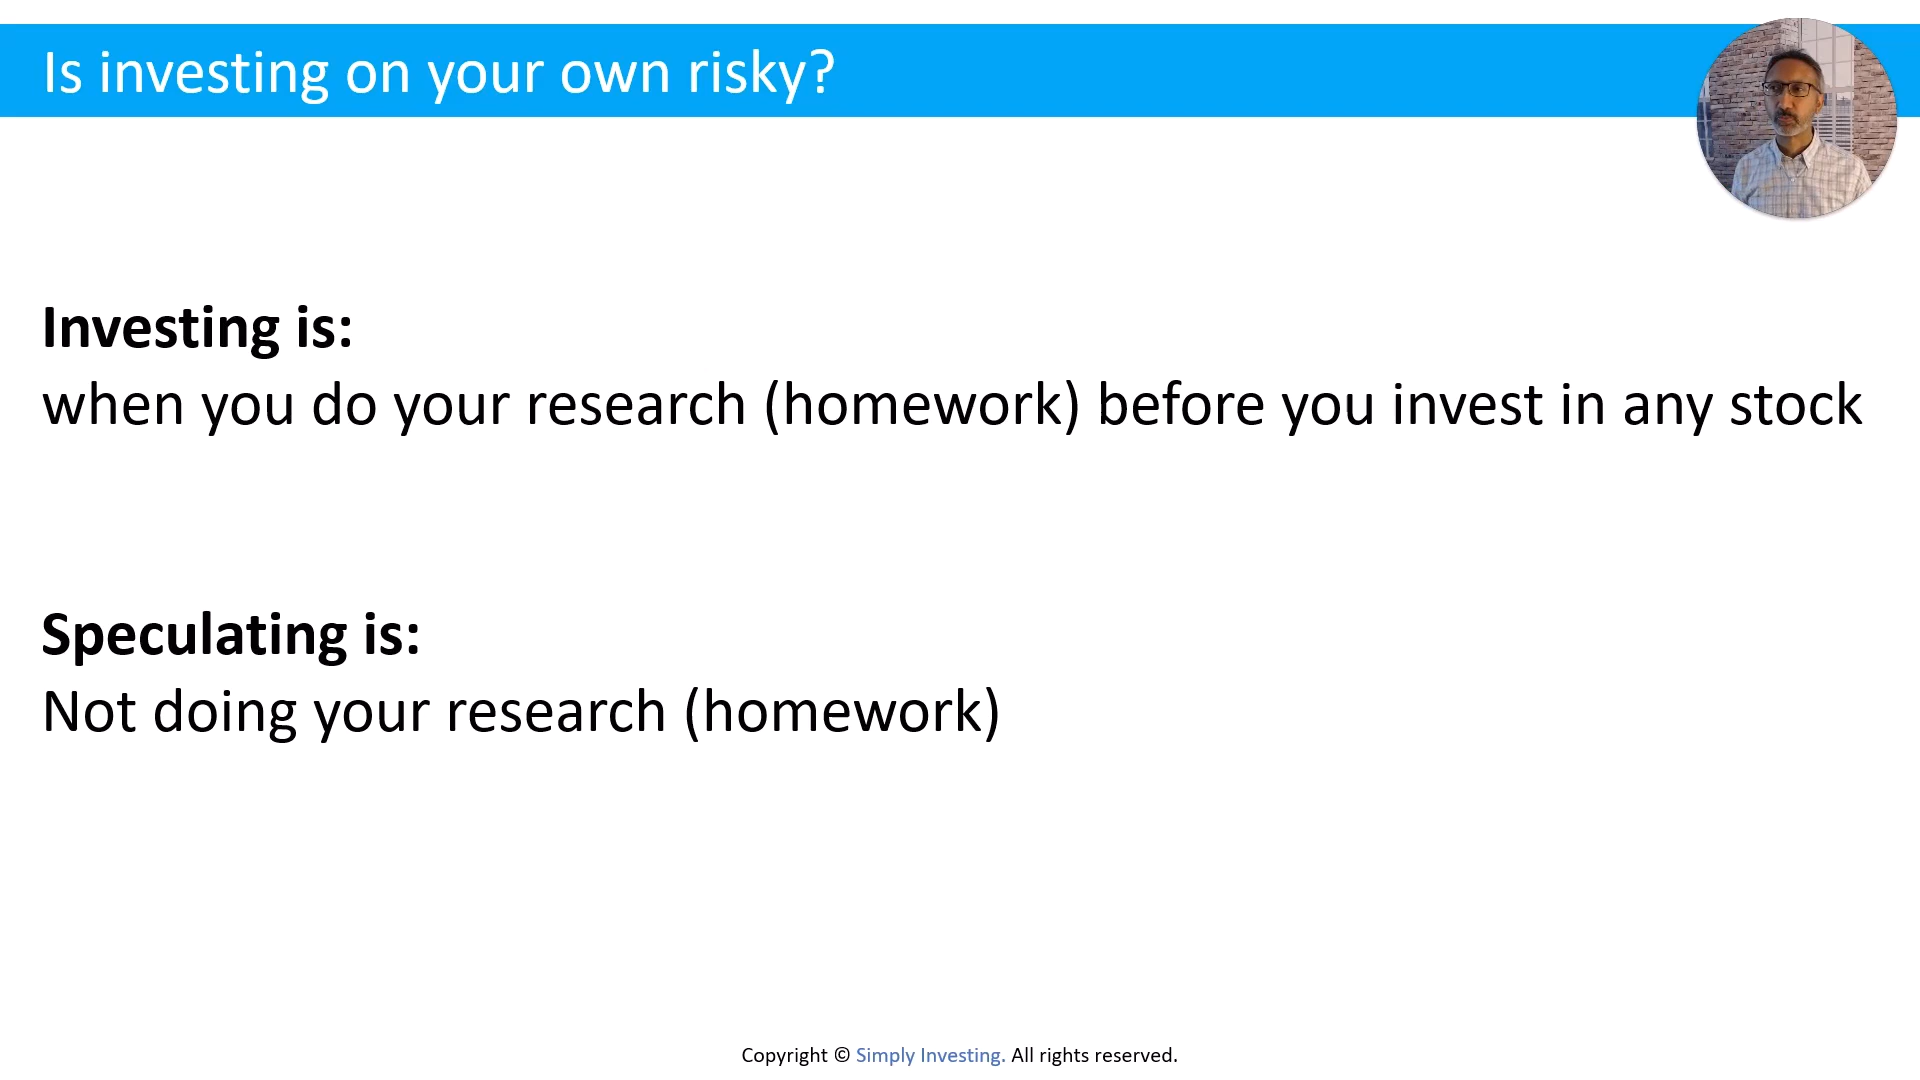 Is investing on your own risky?
Investing is:
when you do your research (homework) before you invest in any stock
Speculating is:
Not doing your research (homework)
Copyright © Simply Investing. All rights reserved.